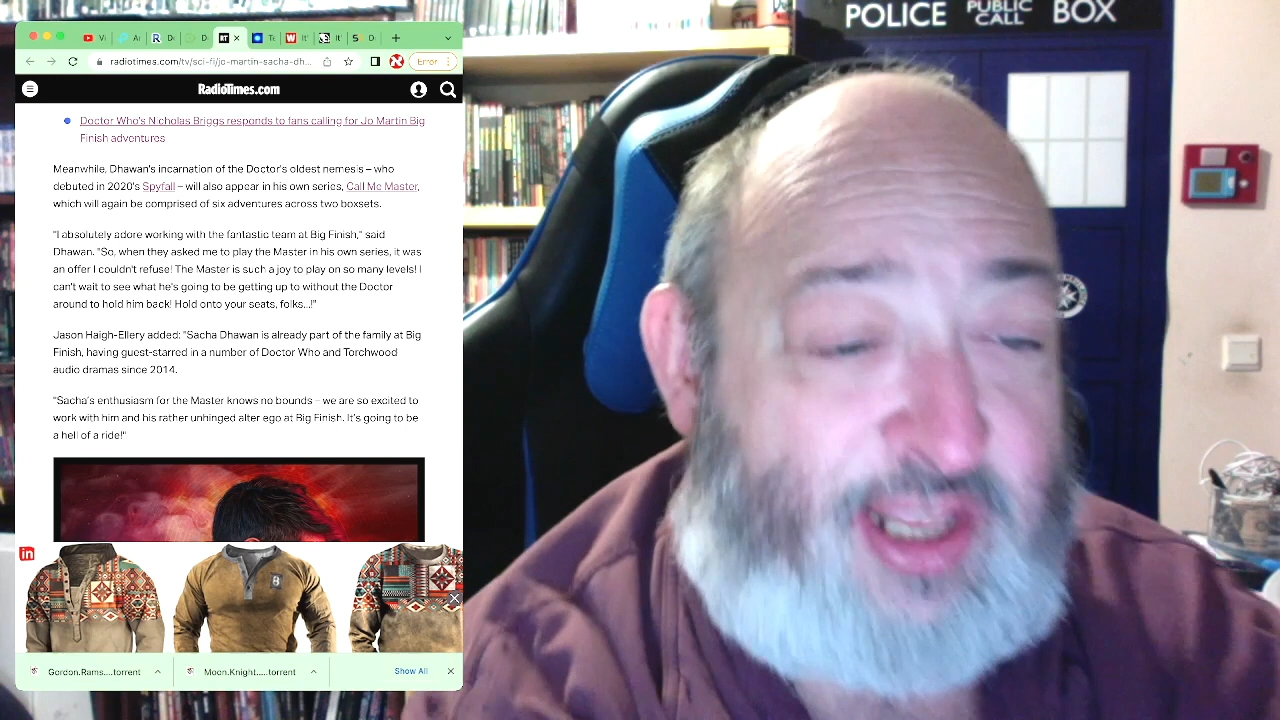 POLICE PUBLIC CALL BOX
radiotimes.com/tv/sci-fi/jo-martin-sacha-dh...
Error
RadioTimes.com
Doctor Who's Nicholas Briggs responds to fans calling for Jo Martin Big
Finish adventures
Meanwhile, Dhawan's incarnation of the Doctor's oldest nemesis – who
debuted in 2020's Spyfall – will also appear in his own series, Call Me Master,
which will again be comprised of six adventures across two boxsets.
"I absolutely adore working with the fantastic team at Big Finish," said
Dhawan. "So, when they asked me to play the Master in his own series, it was
an offer I couldn't refuse! The Master is such a joy to play on so many levels! I
can't wait to see what he's going to be getting up to without the Doctor
around to hold him back! Hold onto your seats, folks...!"
Jason Haigh-Ellery added: "Sacha Dhawan is already part of the family at Big
Finish, having guest-starred in a number of Doctor Who and Torchwood
audio dramas since 2014.
"Sacha's enthusiasm for the Master knows no bounds – we are so excited to
work with him and his rather unhinged alter ego at Big Finish. It's going to be
a hell of a ride!"
in
B
Gordon.Rams....torrent
Moon.Knight.....torrent
Show All